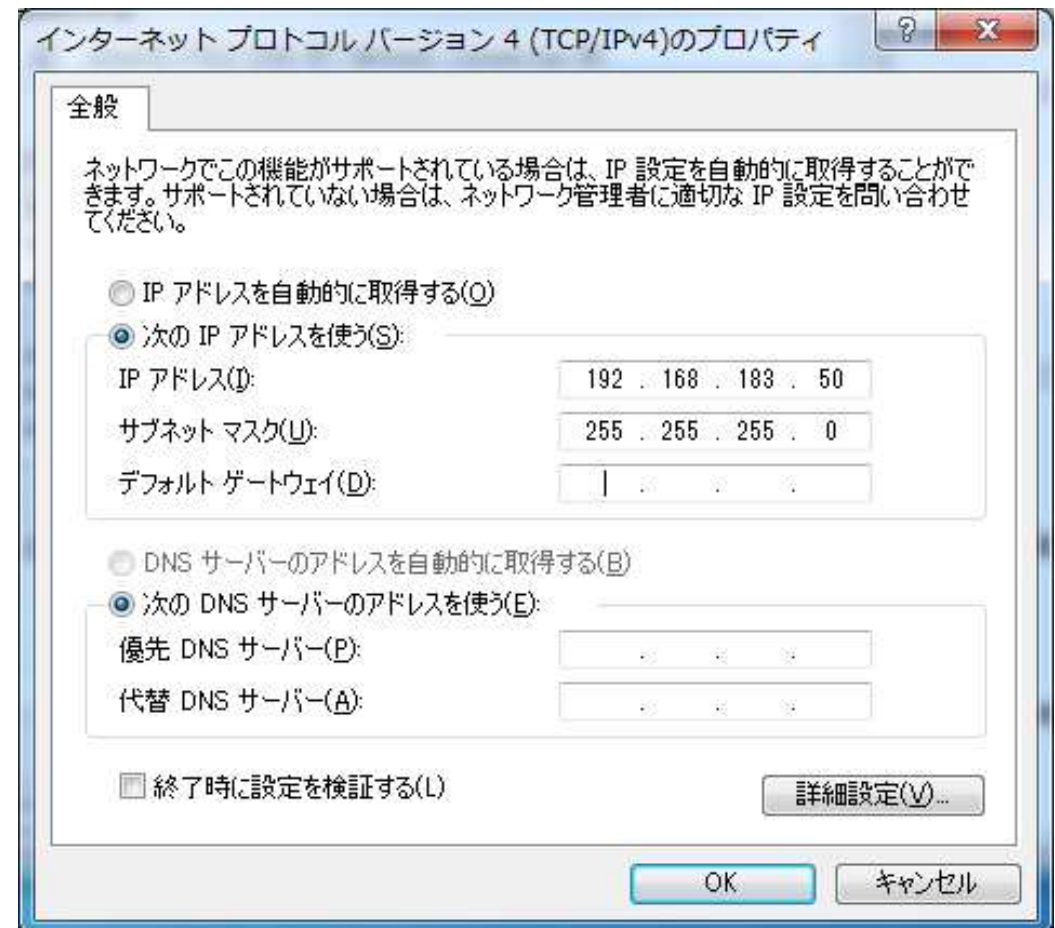 インターネット プロトコル バージョン 4 (TCP/IPv4)のプロパティ
全般
ネットワークでこの機能がサポートされている場合は、IP 設定を自動的に取得することがで
きます。サポートされていない場合は、ネットワーク管理者に適切な IP 設定を問い合わせ
てください。
IP アドレスを自動的に取得する(O)
次の IP アドレスを使う(S):
IP アドレス(I): 192 . 168 . 183 . 50
サブネット マスク(U): 255 . 255 . 255 . 0
デフォルト ゲートウェイ(D): . . .
DNS サーバーのアドレスを自動的に取得する(B)
次の DNS サーバーのアドレスを使う(E):
優先 DNS サーバー(P): . . .
代替 DNS サーバー(A): . . .
終了時に設定を検証する(L)
詳細設定(V)...
OK キャンセル